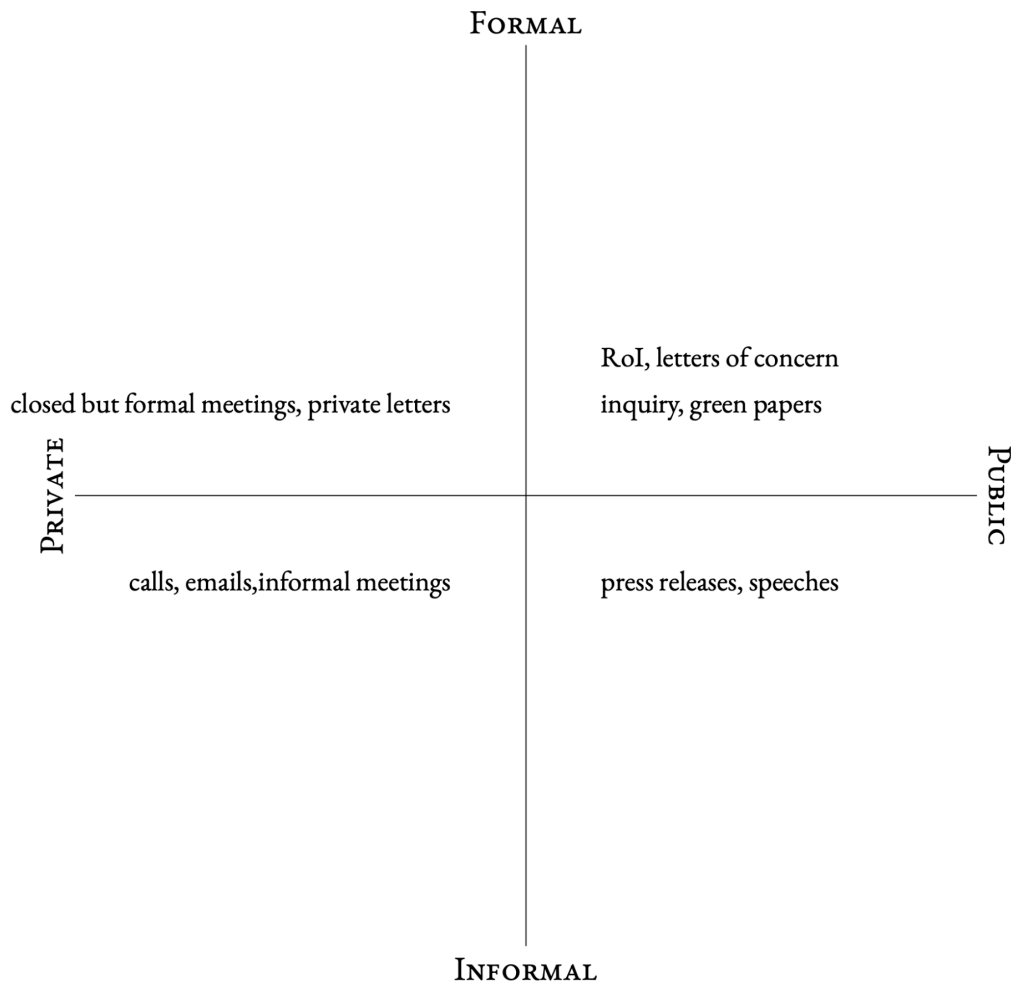 FORMAL
RoI, letters of concern
closed but formal meetings, private letters
inquiry, green papers
PRIVATE
PUBLIC
calls, emails,informal meetings
press releases, speeches
INFORMAL